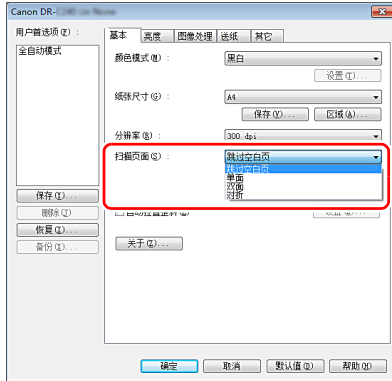 Canon DR-
用户首选项(P) :
全自动模式
保存(I)...
删除(J)
恢复(E)...
备份(Q)...
基本 亮度 图像处理 送纸 其它
颜色模式(M) :
黑白
设置(T)...
纸张尺寸(G) :
A4
保存(V)...
区域(A)...
分辨率(R) :
300 dpi
扫描页面(S) :
跳过空白页
跳过空白页
单面
双面
对折
关于(Z)...
确定
取消
默认值(D)
帮助(H)